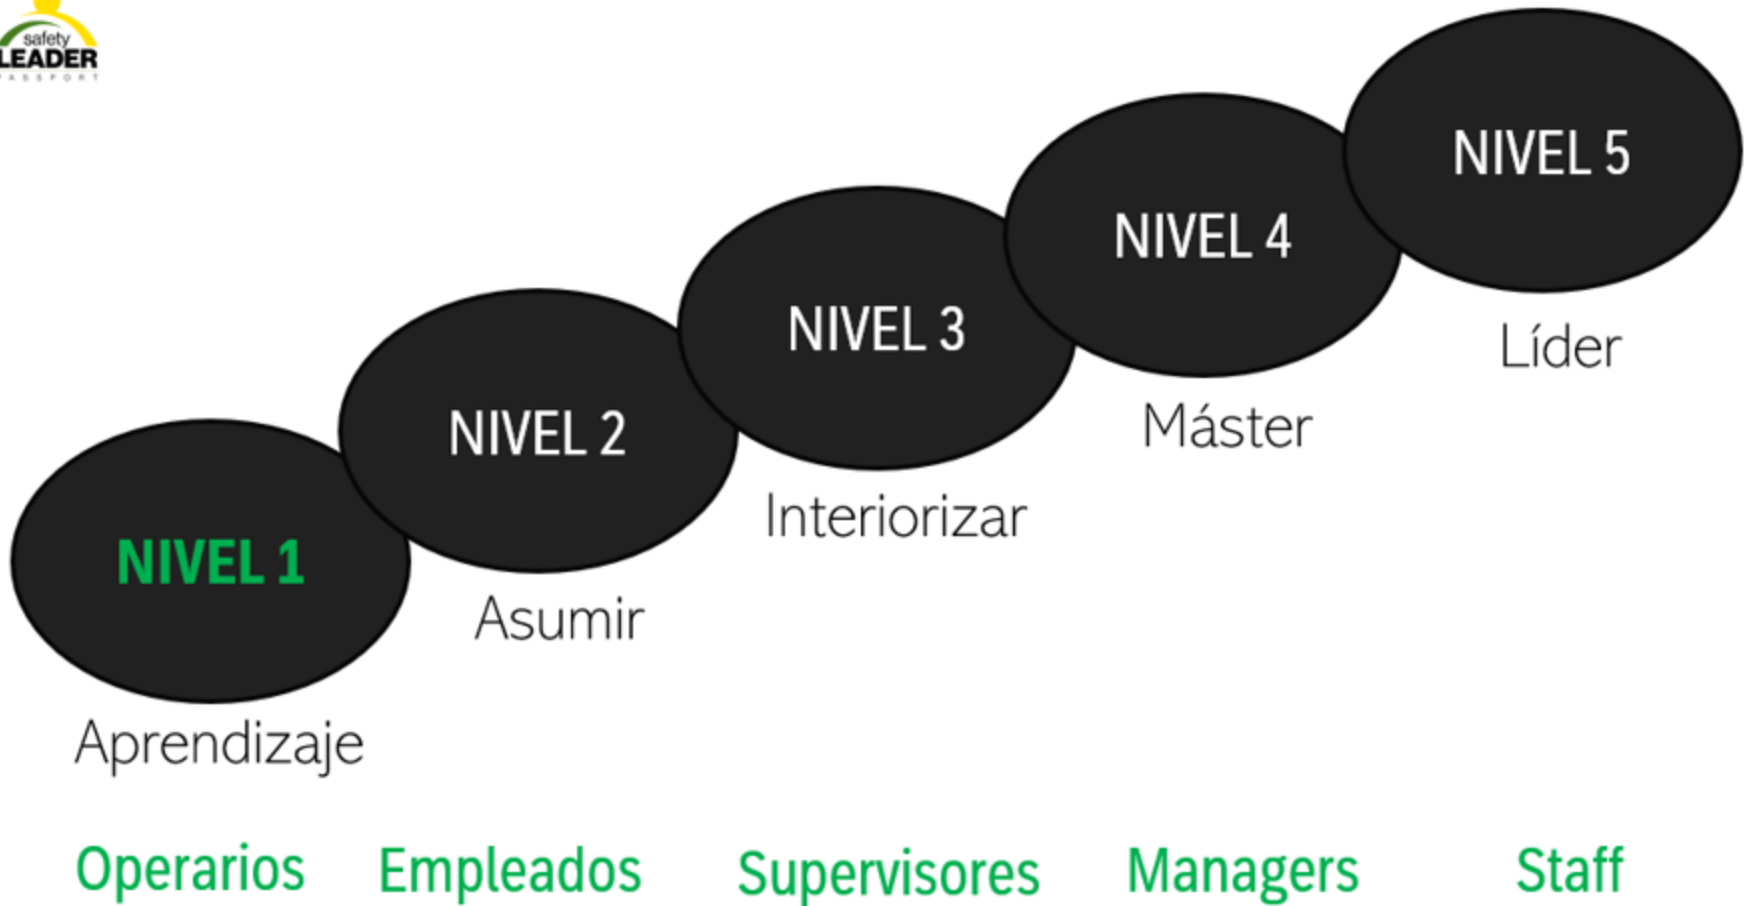 safety
LEADER
PASSPORT
NIVEL 5
Líder
NIVEL 4
Máster
NIVEL 3
Interiorizar
NIVEL 2
Asumir
NIVEL 1
Aprendizaje
Operarios Empleados Supervisores Managers Staff